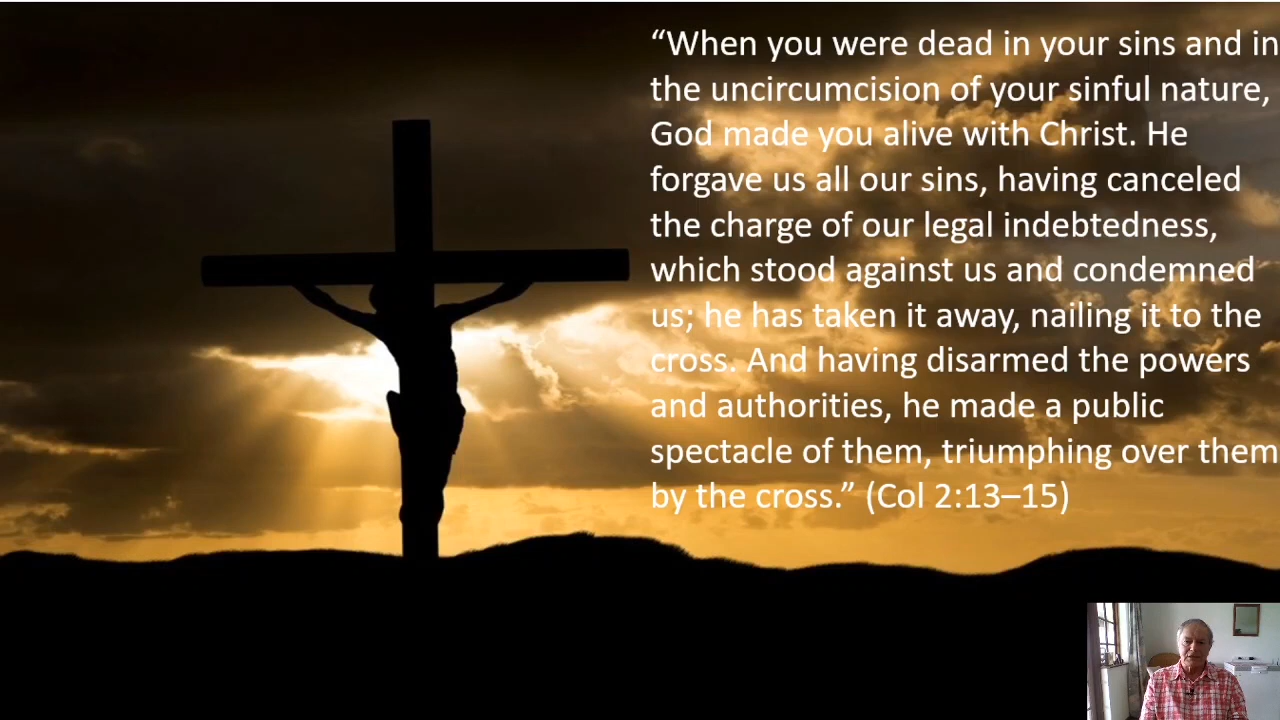 “When you were dead in your sins and in
the uncircumcision of your sinful nature,
God made you alive with Christ. He
forgave us all our sins, having canceled
the charge of our legal indebtedness,
which stood against us and condemned
us; he has taken it away, nailing it to the
cross. And having disarmed the powers
and authorities, he made a public
spectacle of them, triumphing over them
by the cross.” (Col 2:13–15)